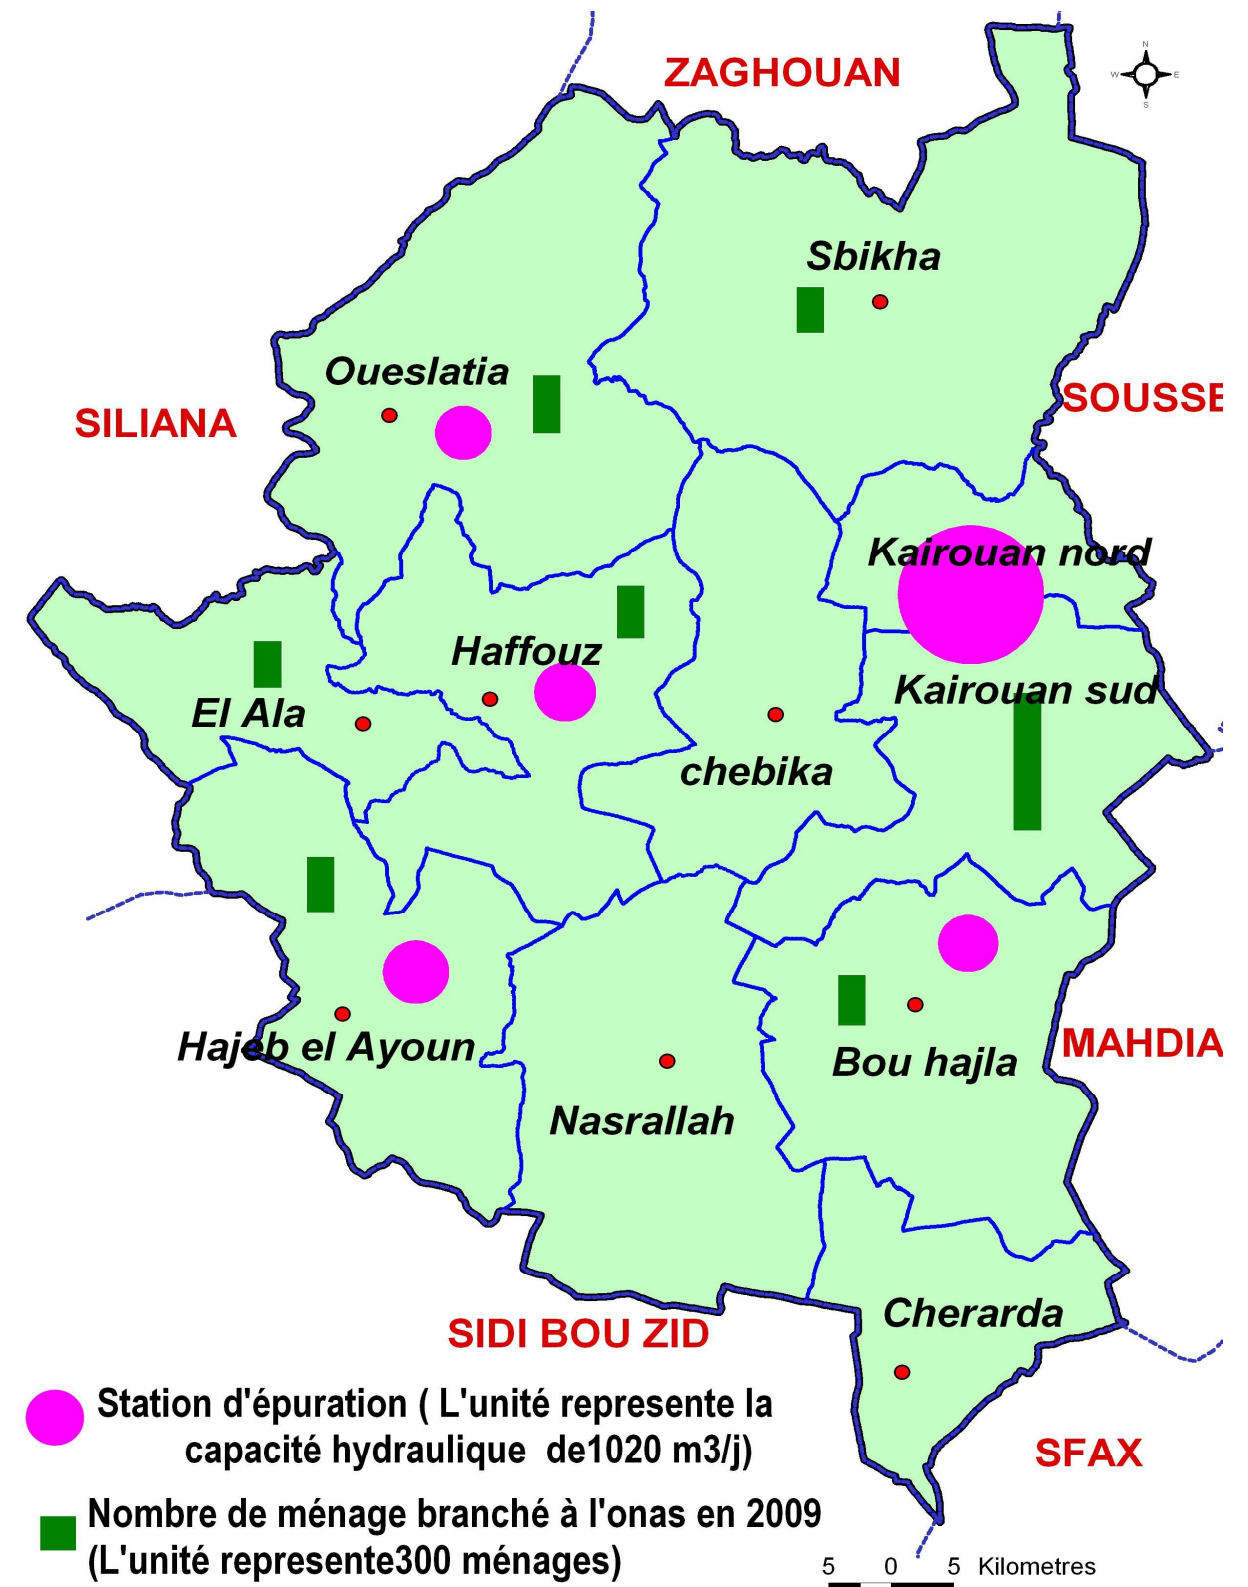 ZAGHOUAN
N
W E
S
Sbikha
Oueslatia
SOUSSE
SILIANA
Kairouan nord
Haffouz
Kairouan sud
El Ala
chebika
Hajeb el Ayoun
MAHDIA
Bou hajla
Nasrallah
Cherarda
SIDI BOU ZID
Station d'épuration ( L'unité represente la
capacité hydraulique de1020 m3/j)
SFAX
Nombre de ménage branché à l'onas en 2009
(L'unité represente300 ménages)
5 0 5 Kilometres